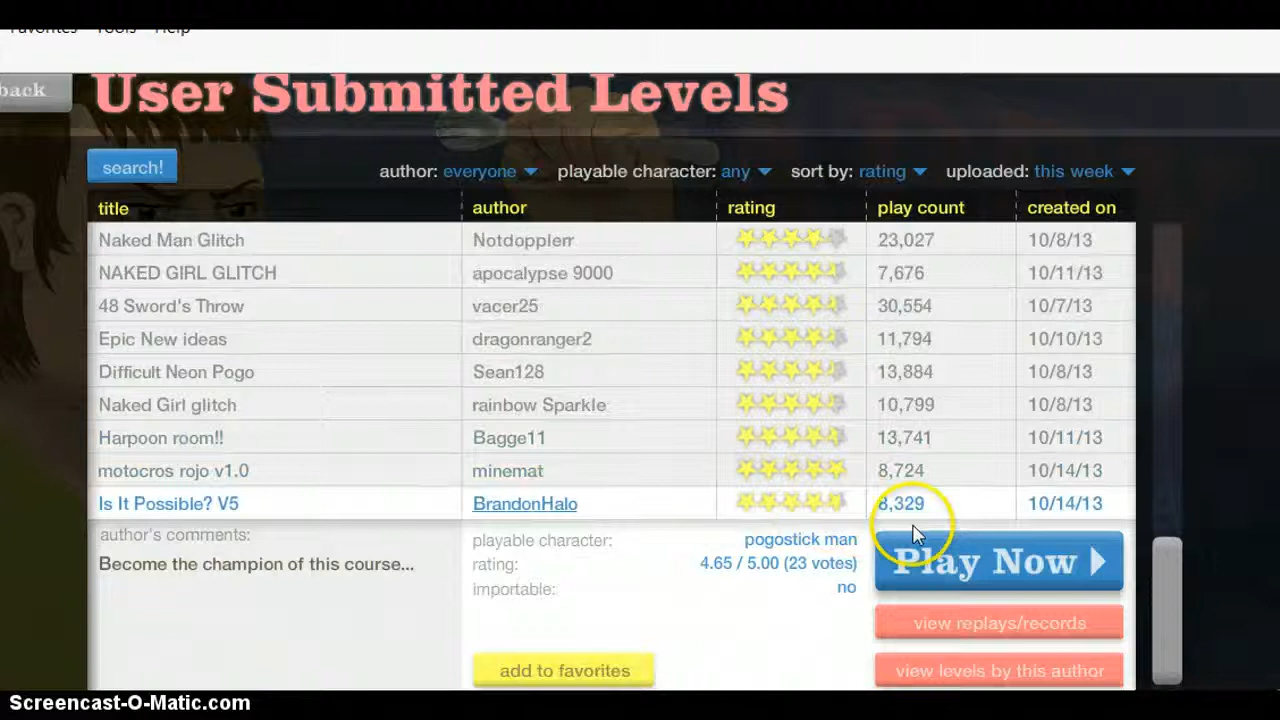 Favorites Tools Help
back
User Submitted Levels
search!
author: everyone playable character: any sort by: rating uploaded: this week
title author rating play count created on
Naked Man Glitch Notdopplerr 23,027 10/8/13
NAKED GIRL GLITCH apocalypse 9000 7,676 10/11/13
48 Sword's Throw vacer25 30,554 10/7/13
Epic New ideas dragonranger2 11,794 10/10/13
Difficult Neon Pogo Sean128 13,884 10/8/13
Naked Girl glitch rainbow Sparkle 10,799 10/8/13
Harpoon room!! Bagge11 13,741 10/11/13
motocros rojo v1.0 minemat 8,724 10/14/13
Is It Possible? V5 BrandonHalo 8,329 10/14/13
author's comments:
Become the champion of this course...
playable character: pogostick man
rating: 4.65 / 5.00 (23 votes)
importable: no
Play Now
view replays/records
add to favorites
view levels by this author
Screencast-O-Matic.com